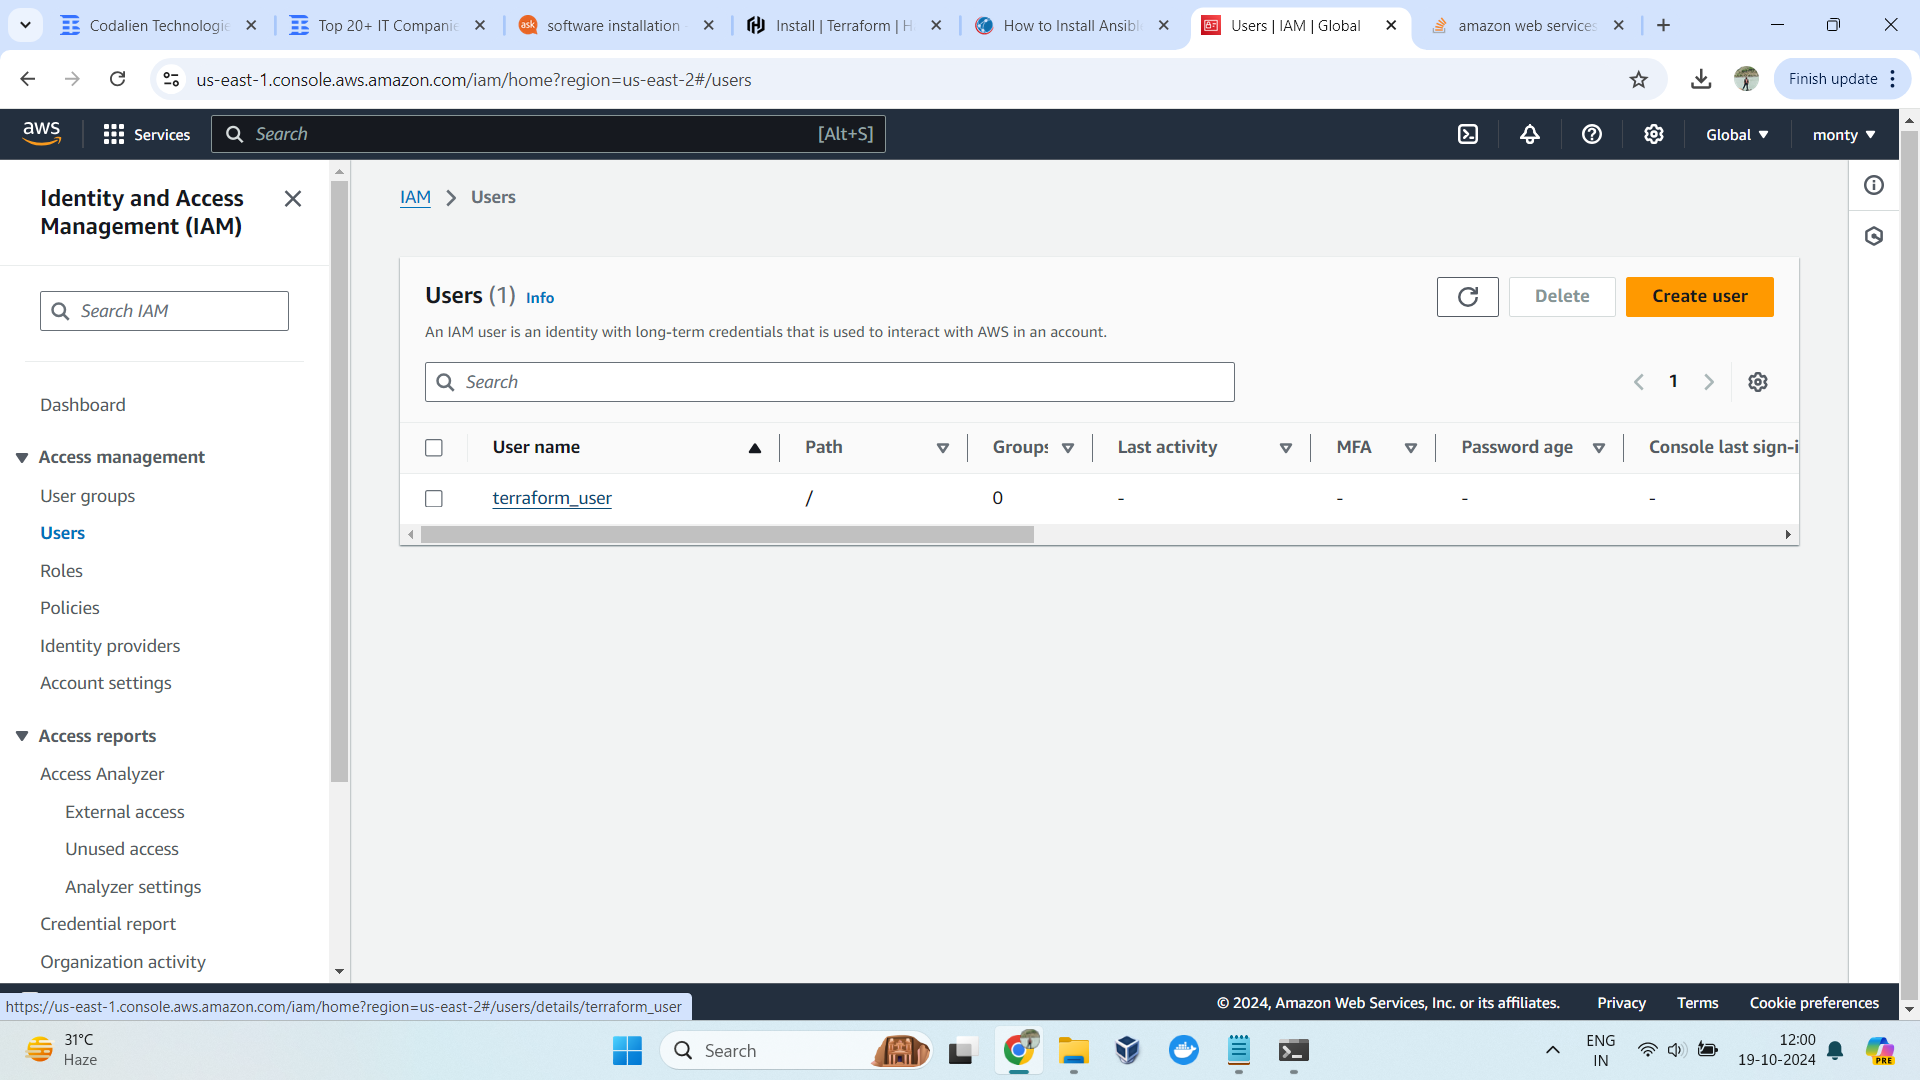 Codalien Technologie
Top 20+ IT Companie
software installation
Install | Terraform | H
How to Install Ansibl
Users | IAM | Global
amazon web services
us-east-1.console.aws.amazon.com/iam/home?region=us-east-2#/users
Finish update
aws
Services
Search
[Alt+S]
Global
monty
Identity and Access
Management (IAM)
Search IAM
Dashboard
Access management
User groups
Users
Roles
Policies
Identity providers
Account settings
Access reports
Access Analyzer
External access
Unused access
Analyzer settings
Credential report
Organization activity
IAM > Users
Users (1) Info
Delete
Create user
An IAM user is an identity with long-term credentials that is used to interact with AWS in an account.
Search
1
User name Path Groups Last activity MFA Password age Console last sign-i
terraform_user / 0 - - - -
https://us-east-1.console.aws.amazon.com/iam/home?region=us-east-2#/users/details/terraform_user
© 2024, Amazon Web Services, Inc. or its affiliates.
Privacy
Terms
Cookie preferences
31°C
Haze
Search
ENG
IN
12:00
19-10-2024
PRE